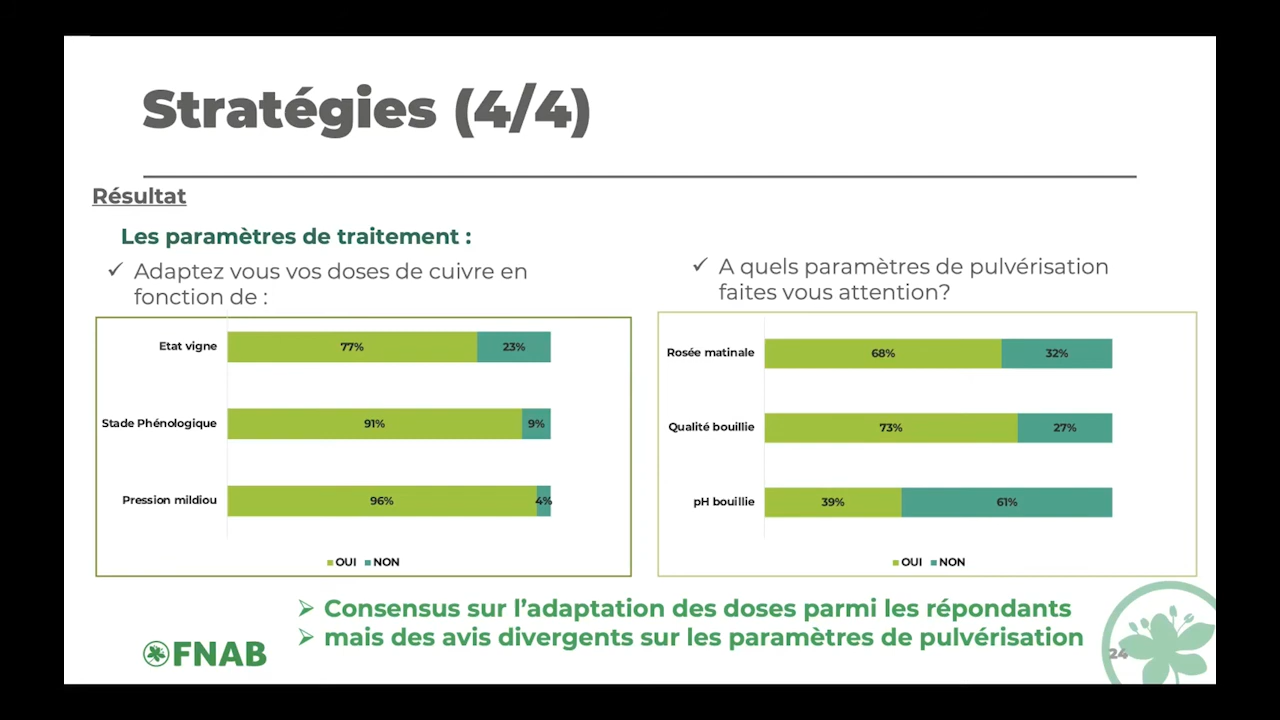 Stratégies (4/4)
Résultat
Les paramètres de traitement :
✓ Adaptez vous vos doses de cuivre en
fonction de :
Etat vigne 77% 23%
Stade Phénologique 91% 9%
Pression mildiou 96% 4%
OUI NON
✓ A quels paramètres de pulvérisation
faites vous attention?
Rosée matinale 68% 32%
Qualité bouillie 73% 27%
pH bouillie 39% 61%
OUI NON
➢ Consensus sur l’adaptation des doses parmi les répondants
➢ mais des avis divergents sur les paramètres de pulvérisation
FNAB
24